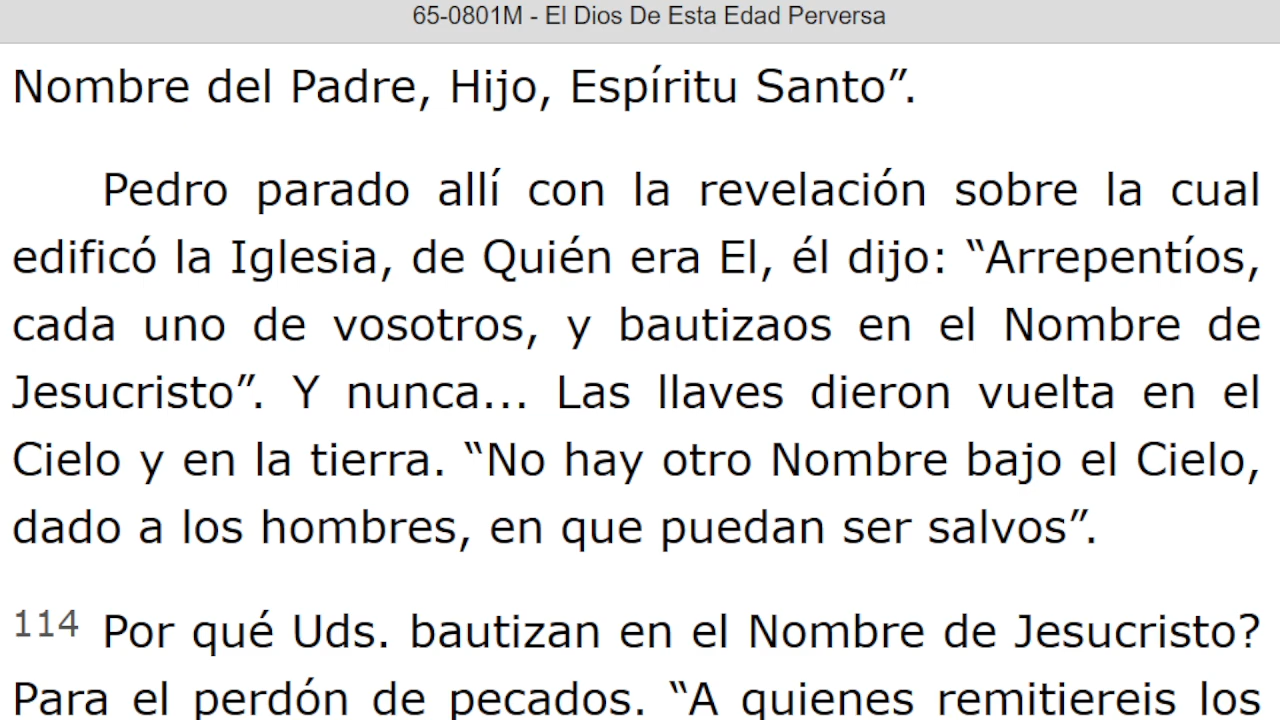 65-0801M - El Dios De Esta Edad Perversa
Nombre del Padre, Hijo, Espíritu Santo”.
Pedro parado allí con la revelación sobre la cual
edificó la Iglesia, de Quién era El, él dijo: “Arrepentíos,
cada uno de vosotros, y bautizaos en el Nombre de
Jesucristo”. Y nunca... Las llaves dieron vuelta en el
Cielo y en la tierra. “No hay otro Nombre bajo el Cielo,
dado a los hombres, en que puedan ser salvos”.
114 Por qué Uds. bautizan en el Nombre de Jesucristo?
Para el perdón de pecados. “A quienes remitiereis los